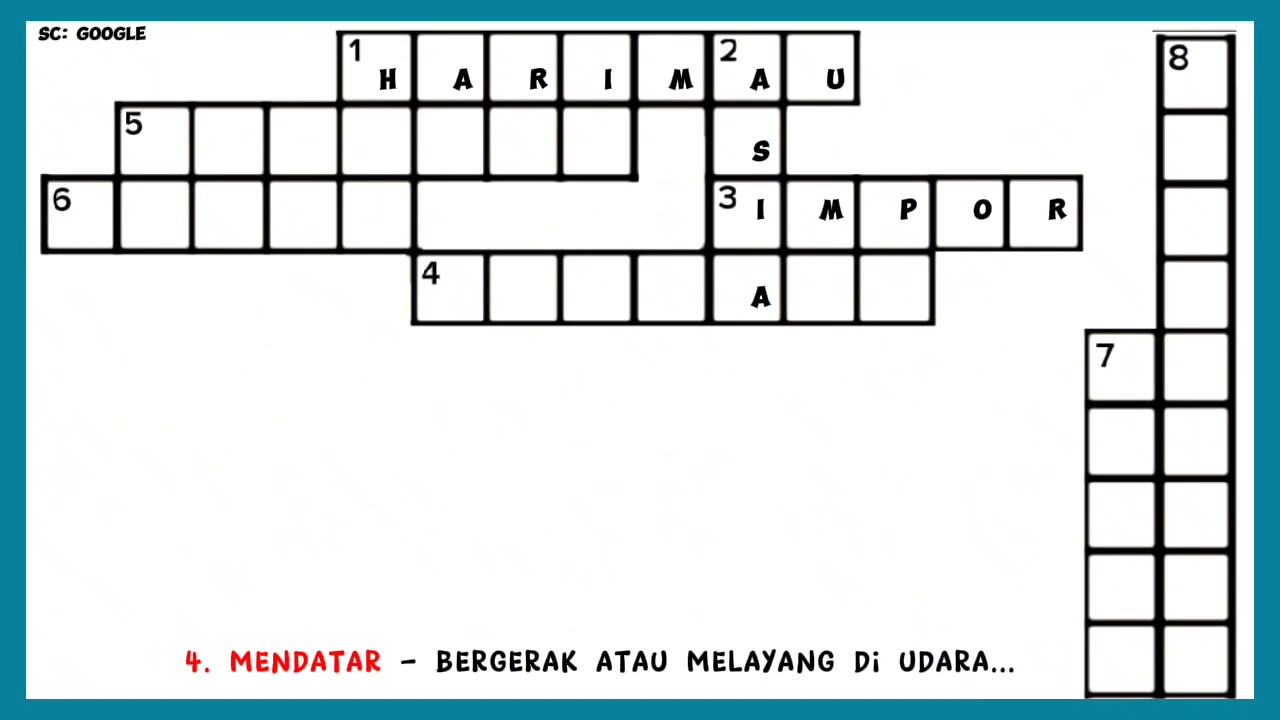 SC: GOOGLE
1 H A R I M 2 A U 8
5 S
6 3 I M P O R
4 A
7
4. MENDATAR – BERGERAK ATAU MELAYANG Di UDARA...